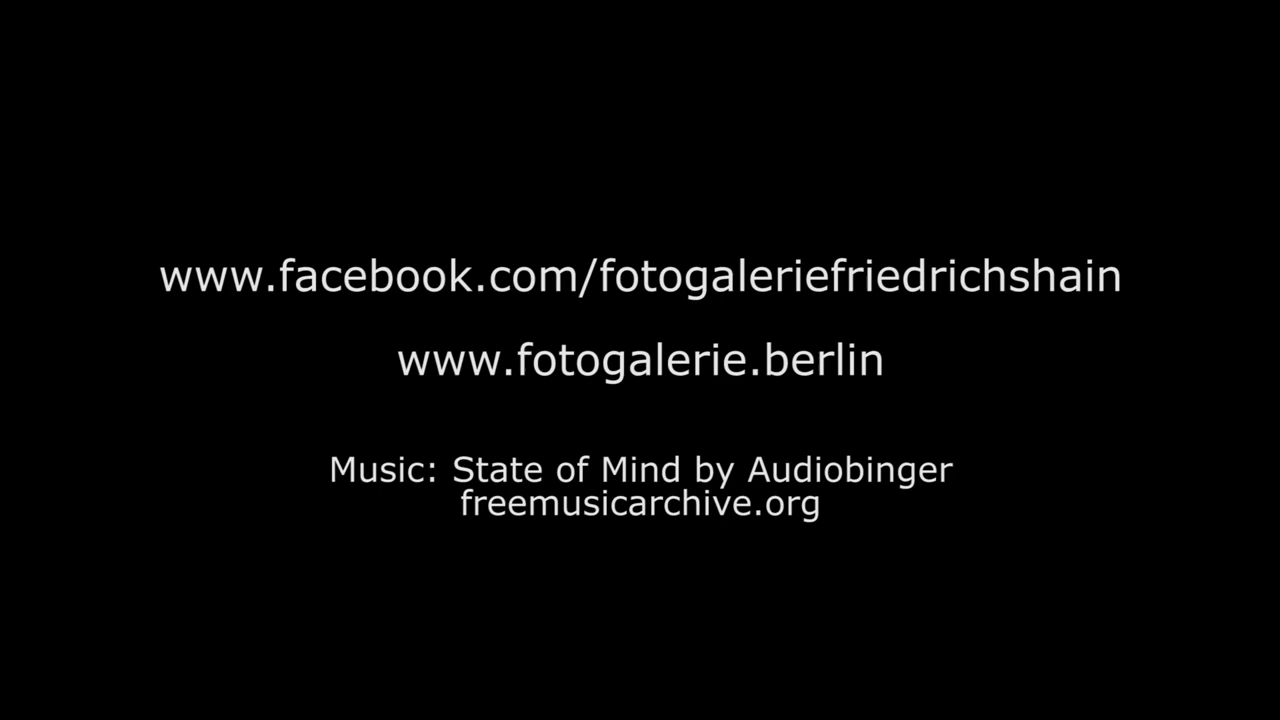 www.facebook.com/fotogaleriefriedrichshain
www.fotogalerie.berlin
Music: State of Mind by Audiobinger
freemusicarchive.org